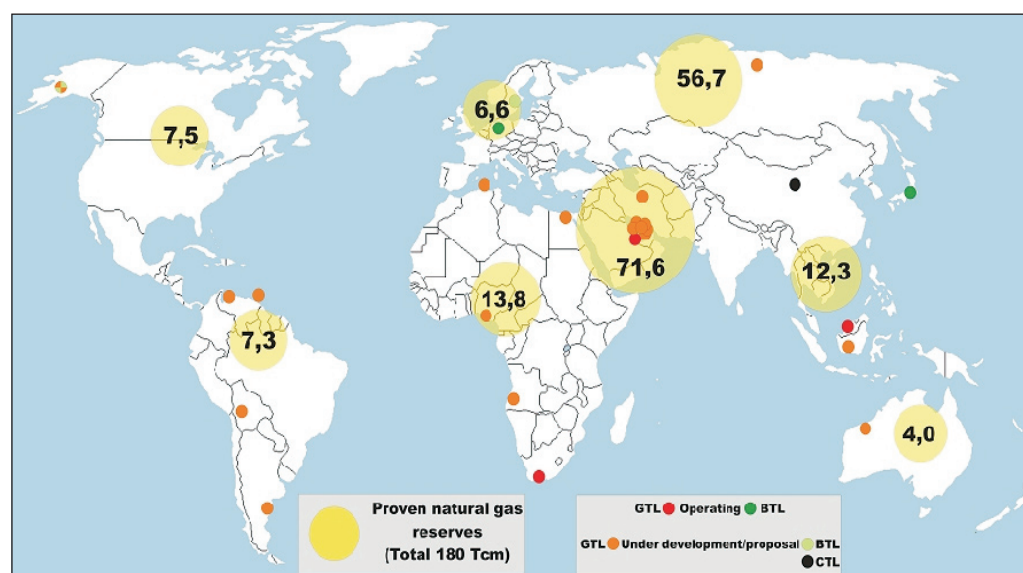 56,7
6,6
7,5
71,6
12,3
13,8
7,3
4,0
Proven natural gas
reserves
(Total 180 Tcm)
GTL Operating BTL
GTL Under development/proposal BTL
CTL